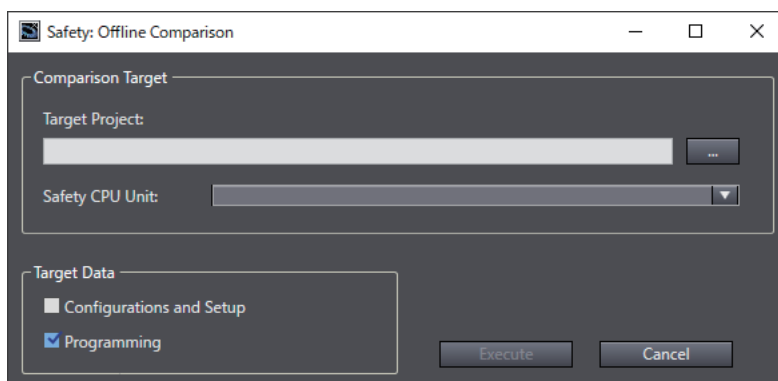 Safety: Offline Comparison
Comparison Target
Target Project:
...
Safety CPU Unit:
Target Data
Configurations and Setup
Programming
Execute
Cancel